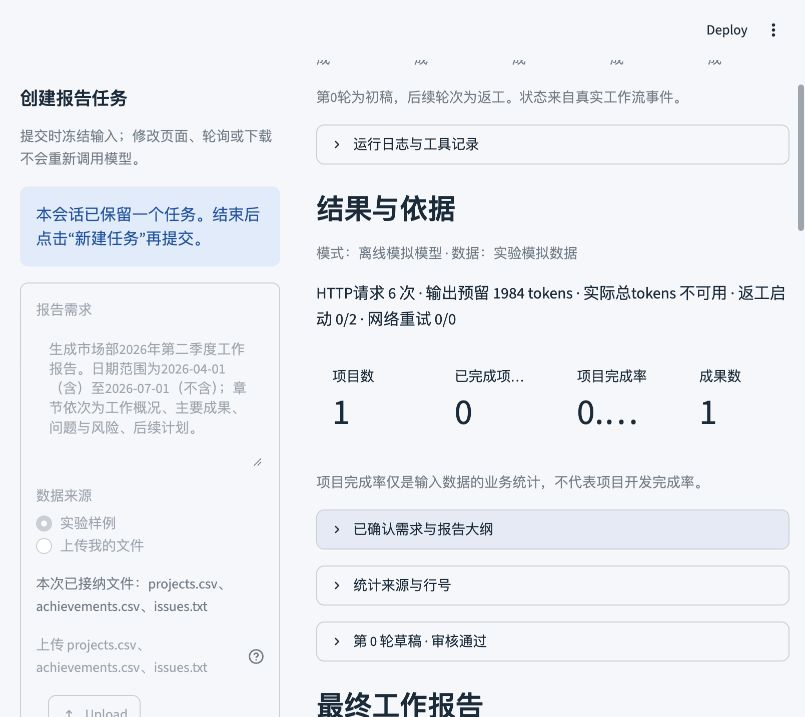 Deploy
创建报告任务
提交时冻结输入；修改页面、轮询或下载
不会重新调用模型。
本会话已保留一个任务。结束后
点击“新建任务”再提交。
报告需求
生成市场部2026年第二季度工作
报告。日期范围为2026-04-01
（含）至2026-07-01（不含）；章
节依次为工作概况、主要成果、
问题与风险、后续计划。
数据来源
实验样例
上传我的文件
本次已接纳文件：projects.csv、
achievements.csv、issues.txt
上传 projects.csv、
achievements.csv、issues.txt
Upload
第0轮为初稿，后续轮次为返工。状态来自真实工作流事件。
运行日志与工具记录
结果与依据
模式：离线模拟模型 · 数据：实验模拟数据
HTTP请求 6 次 · 输出预留 1984 tokens · 实际总tokens 不可用 · 返工启
动 0/2 · 网络重试 0/0
项目数
1
已完成项…
0
项目完成率
0.…
成果数
1
项目完成率仅是输入数据的业务统计，不代表项目开发完成率。
已确认需求与报告大纲
统计来源与行号
第 0 轮草稿 · 审核通过
最终工作报告